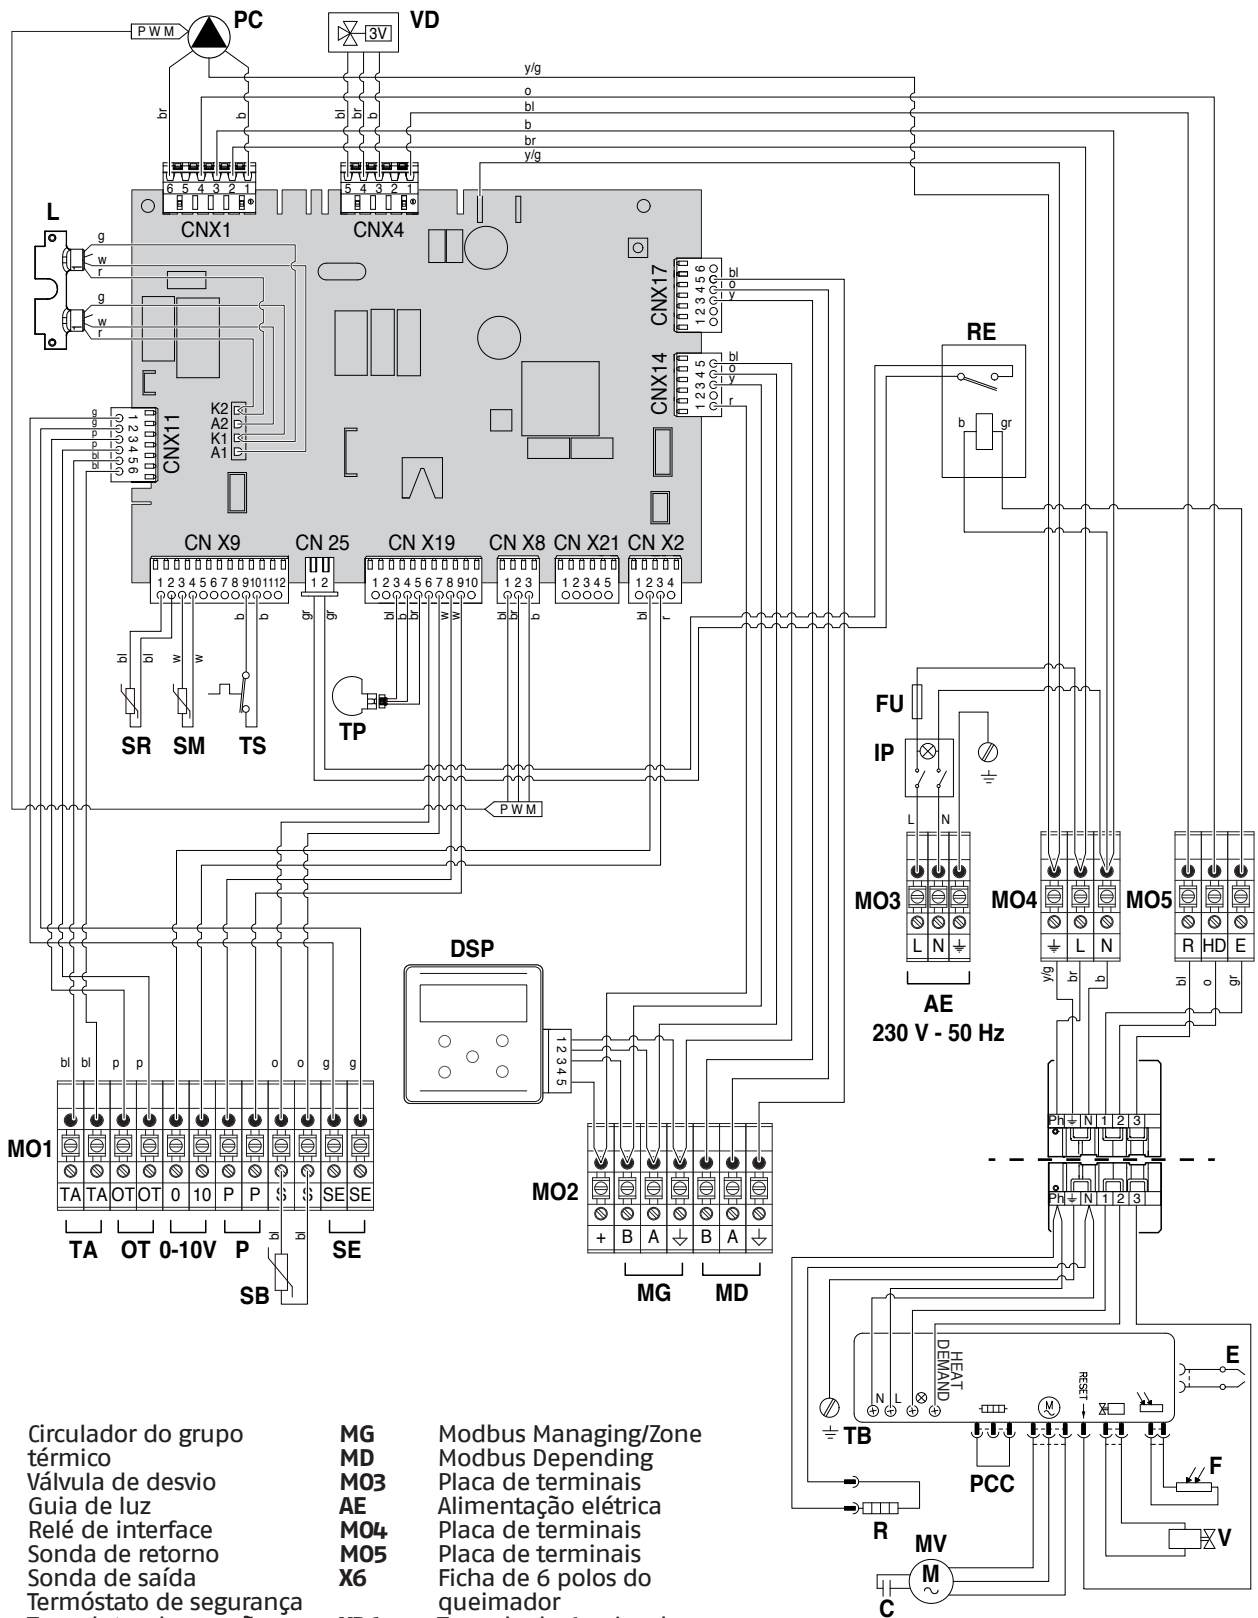 PWM
PC
VD
3V
y/g
o
bl
b
br
y/g
br
b
bl
br
b
6 5 4 3 2 1
CNX1
5 4 3 2 1
CNX4
L
g
w
r
g
w
r
1
1
CNX17
1 2 3 4 5 6
bl
o
y
CNX14
1 2 3 4 5
bl
o
y
r
RE
b
gr
K2
A2
K1
A1
g
g
p
p
bl
bl
1 2 3 4 5 6
CNX11
CN X9
CN 25
CN X19
CN X8
CN X21
CN X2
1 2 3 4 5 6 7 8 9 10 11 12
1 2
1 2 3 4 5 6 7 8 9 10
1 2 3
1 2 3 4 5
1 2 3 4
bl
bl
w
w
b
b
gr
gr
bl
b
br
w
w
bl
br
b
bl
r
SR
SM
TS
TP
FU
IP
PWM
L
N
MO3
L N
AE
230 V - 50 Hz
MO4
L N
MO5
R HD E
y/g
br
b
bl
o
gr
DSP
1 2 3 4 5
bl
bl
p
p
o
o
g
g
MO1
TA TA OT OT 0 10 P P S S SE SE
TA
OT
0-10V
P
SE
bl
bl
SB
MO2
+ B A B A
MG
MD
Ph N 1 2 3
Ph N 1 2 3
HEAT DEMAND
N
L
RESET
M
E
TB
PCC
F
R
V
MV
M
C
Circulador do grupo
térmico
Válvula de desvio
Guia de luz
Relé de interface
Sonda de retorno
Sonda de saída
Termóstato de segurança
MG Modbus Managing/Zone
MD Modbus Depending
MO3 Placa de terminais
AE Alimentação elétrica
MO4 Placa de terminais
MO5 Placa de terminais
X6 Ficha de 6 polos do
queimador